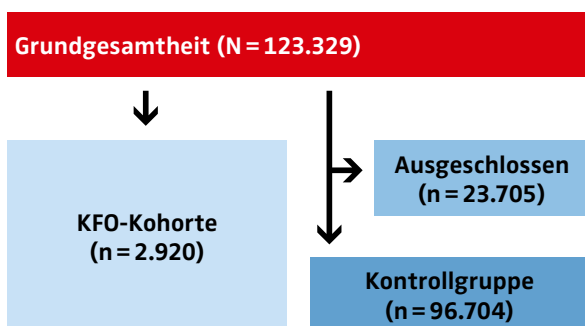 Grundgesamtheit (N = 123.329)
KFO-Kohorte
(n = 2.920)
Ausgeschlossen
(n = 23.705)
Kontrollgruppe
(n = 96.704)